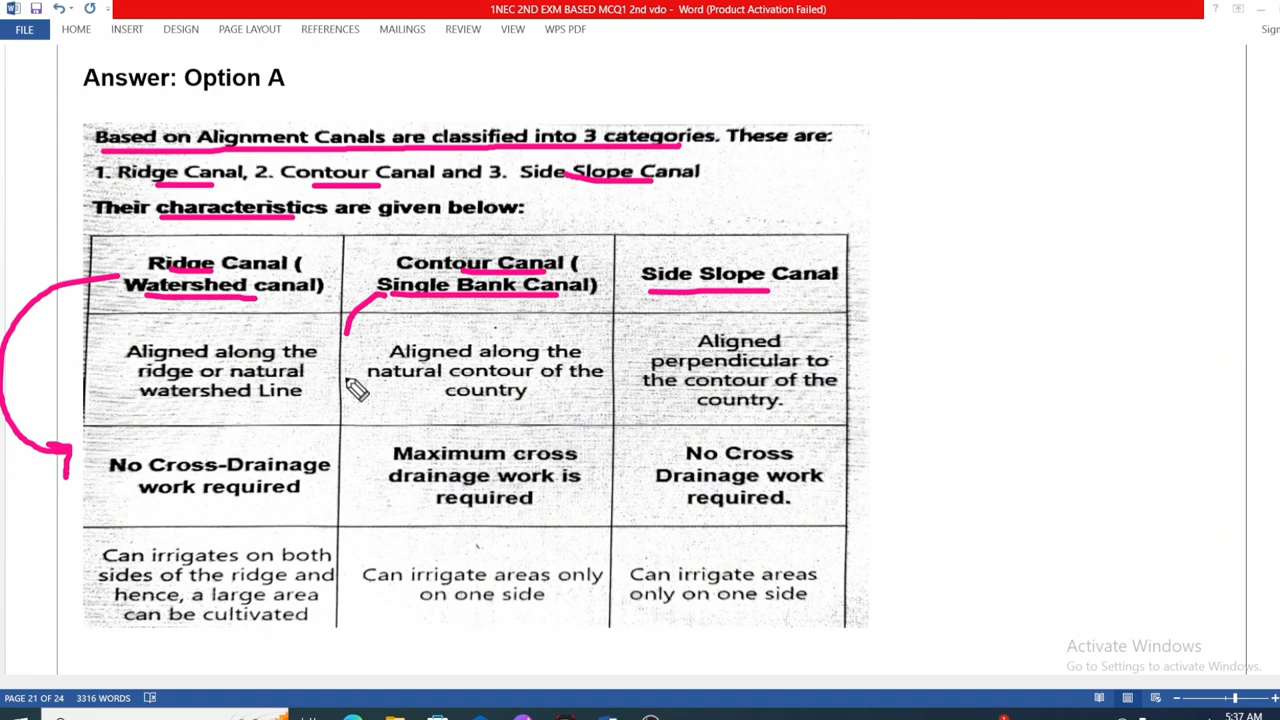 1NEC 2ND EXM BASED MCQ1 2nd vdo - Word (Product Activation Failed)
FILE HOME INSERT DESIGN PAGE LAYOUT REFERENCES MAILINGS REVIEW VIEW WPS PDF
Sign
Answer: Option A
Based on Alignment Canals are classified into 3 categories. These are:
1. Ridge Canal, 2. Contour Canal and 3. Side Slope Canal
Their characteristics are given below:
Ridge Canal (
Watershed canal)
Contour Canal (
Single Bank Canal)
Side Slope Canal
Aligned along the
ridge or natural
watershed Line
Aligned along the
natural contour of the
country
Aligned
perpendicular to
the contour of the
country.
No Cross-Drainage
work required
Maximum cross
drainage work is
required
No Cross
Drainage work
required.
Can irrigates on both
sides of the ridge and
hence, a large area
can be cultivated
Can irrigate areas only
on one side
Can irrigate areas
only on one side
Activate Windows
Go to Settings to activate Windows.
PAGE 21 OF 24 3316 WORDS
5:37 AM